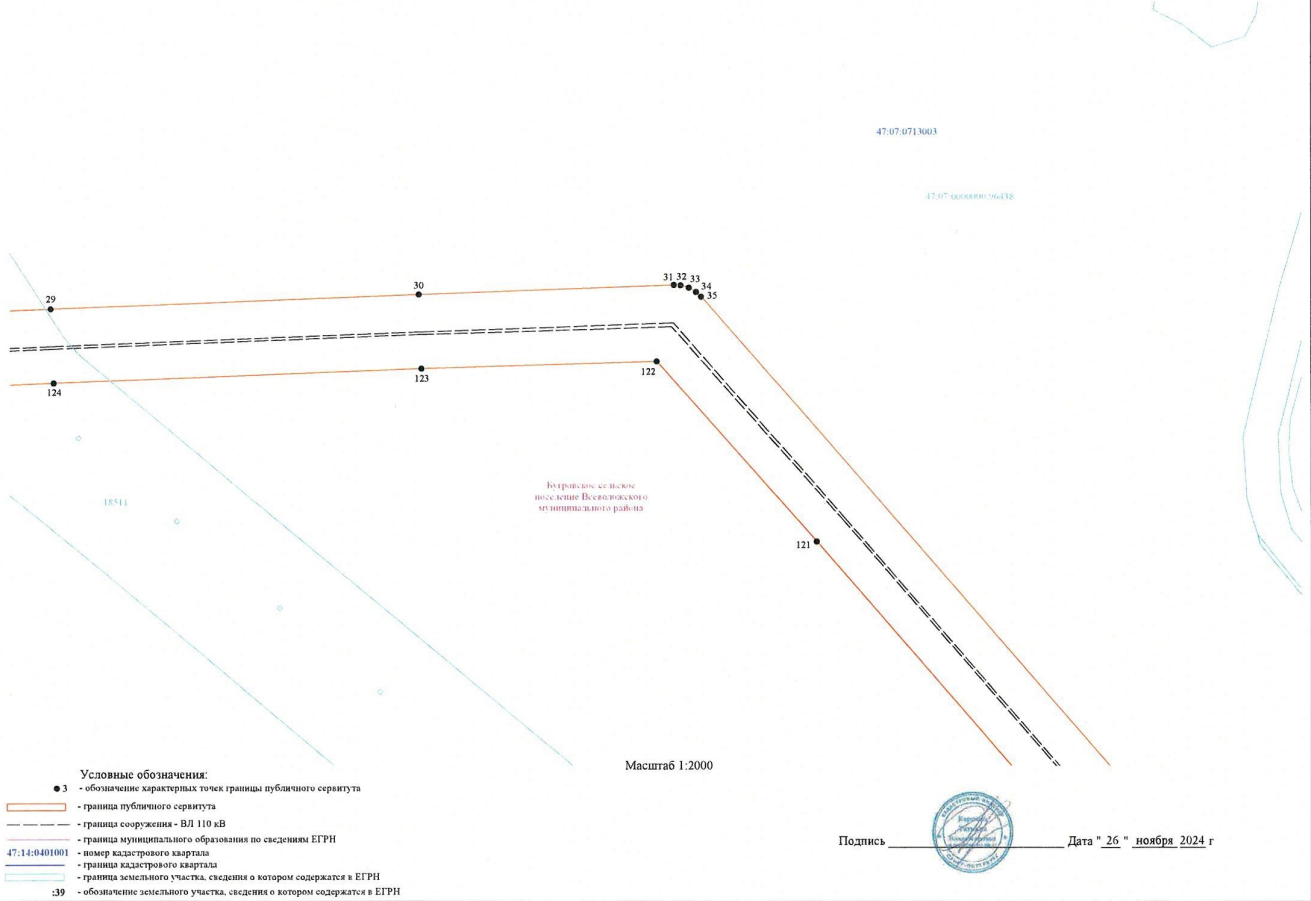 47:07:0713003
47:07:0000000:96438
31 32 33
34
35
30
29
124
123
122
121
18511
Бугровское сельское
поселение Всеволожского
муниципального района
Масштаб 1:2000
Условные обозначения:
3 - обозначение характерных точек границы публичного сервитута
- граница публичного сервитута
- граница сооружения - ВЛ 110 кВ
- граница муниципального образования по сведениям ЕГРН
47:14:0401001 - номер кадастрового квартала
- граница кадастрового квартала
- граница земельного участка, сведения о котором содержатся в ЕГРН
:39 - обозначение земельного участка, сведения о котором содержатся в ЕГРН
Подпись
Дата " 26 " ноября 2024 г